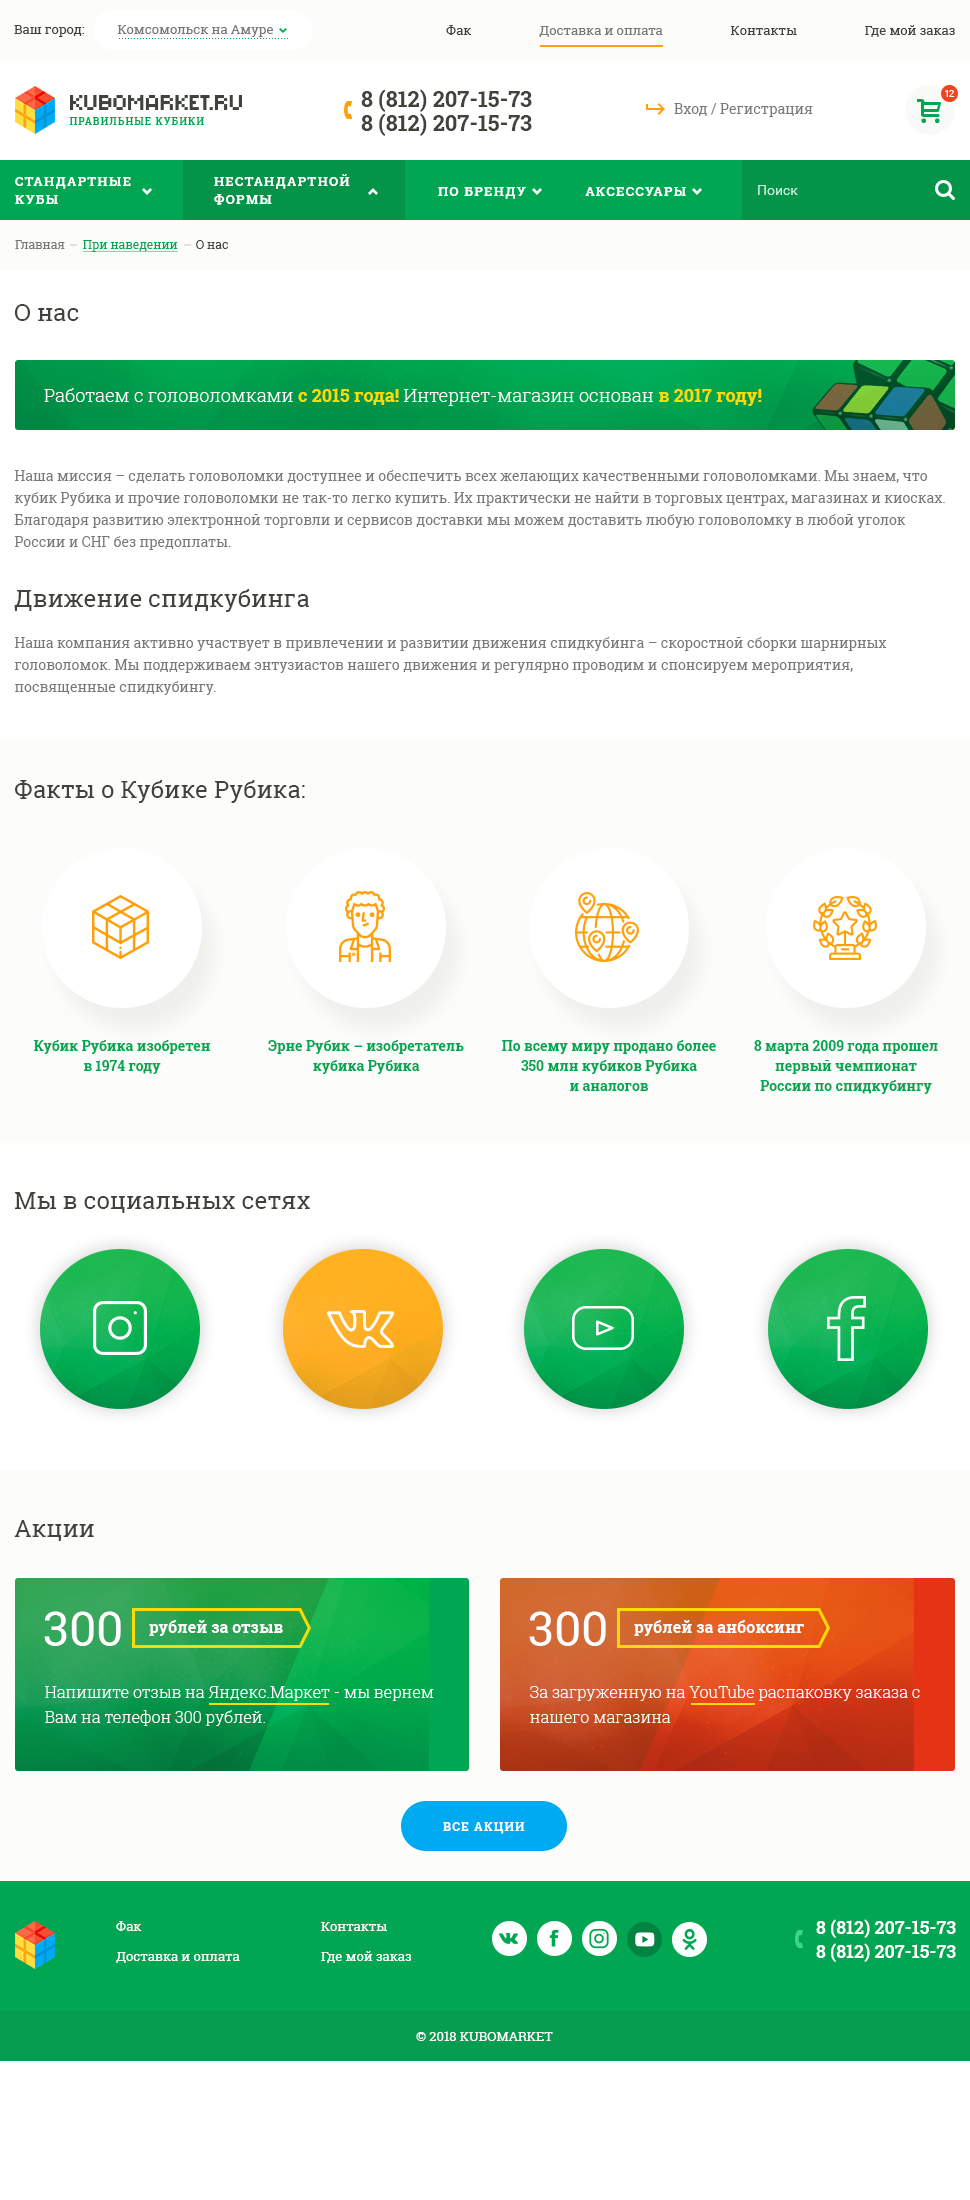 Ваш город:
Комсомольск на Амуре
Фак
Доставка и оплата
Контакты
Где мой заказ
KUBOMARKET.RU
ПРАВИЛЬНЫЕ КУБИКИ
8 (812) 207-15-73
8 (812) 207-15-73
Вход / Регистрация
12
СТАНДАРТНЫЕ
КУБЫ
НЕСТАНДАРТНОЙ
ФОРМЫ
ПО БРЕНДУ
АКСЕССУАРЫ
Поиск
Главная — При наведении — О нас
О нас
Работаем с головоломками с 2015 года! Интернет-магазин основан в 2017 году!
Наша миссия – сделать головоломки доступнее и обеспечить всех желающих качественными головоломками. Мы знаем, что
кубик Рубика и прочие головоломки не так-то легко купить. Их практически не найти в торговых центрах, магазинах и киосках.
Благодаря развитию электронной торговли и сервисов доставки мы можем доставить любую головоломку в любой уголок
России и СНГ без предоплаты.
Движение спидкубинга
Наша компания активно участвует в привлечении и развитии движения спидкубинга – скоростной сборки шарнирных
головоломок. Мы поддерживаем энтузиастов нашего движения и регулярно проводим и спонсируем мероприятия,
посвященные спидкубингу.
Факты о Кубике Рубика:
Кубик Рубика изобретен
в 1974 году
Эрне Рубик – изобретатель
кубика Рубика
По всему миру продано более
350 млн кубиков Рубика
и аналогов
8 марта 2009 года прошел
первый чемпионат
России по спидкубингу
Мы в социальных сетях
Акции
300 рублей за отзыв
Напишите отзыв на Яндекс.Маркет - мы вернем
Вам на телефон 300 рублей.
300 рублей за анбоксинг
За загруженную на YouTube распаковку заказа с
нашего магазина
ВСЕ АКЦИИ
Фак
Доставка и оплата
Контакты
Где мой заказ
8 (812) 207-15-73
8 (812) 207-15-73
© 2018 KUBOMARKET